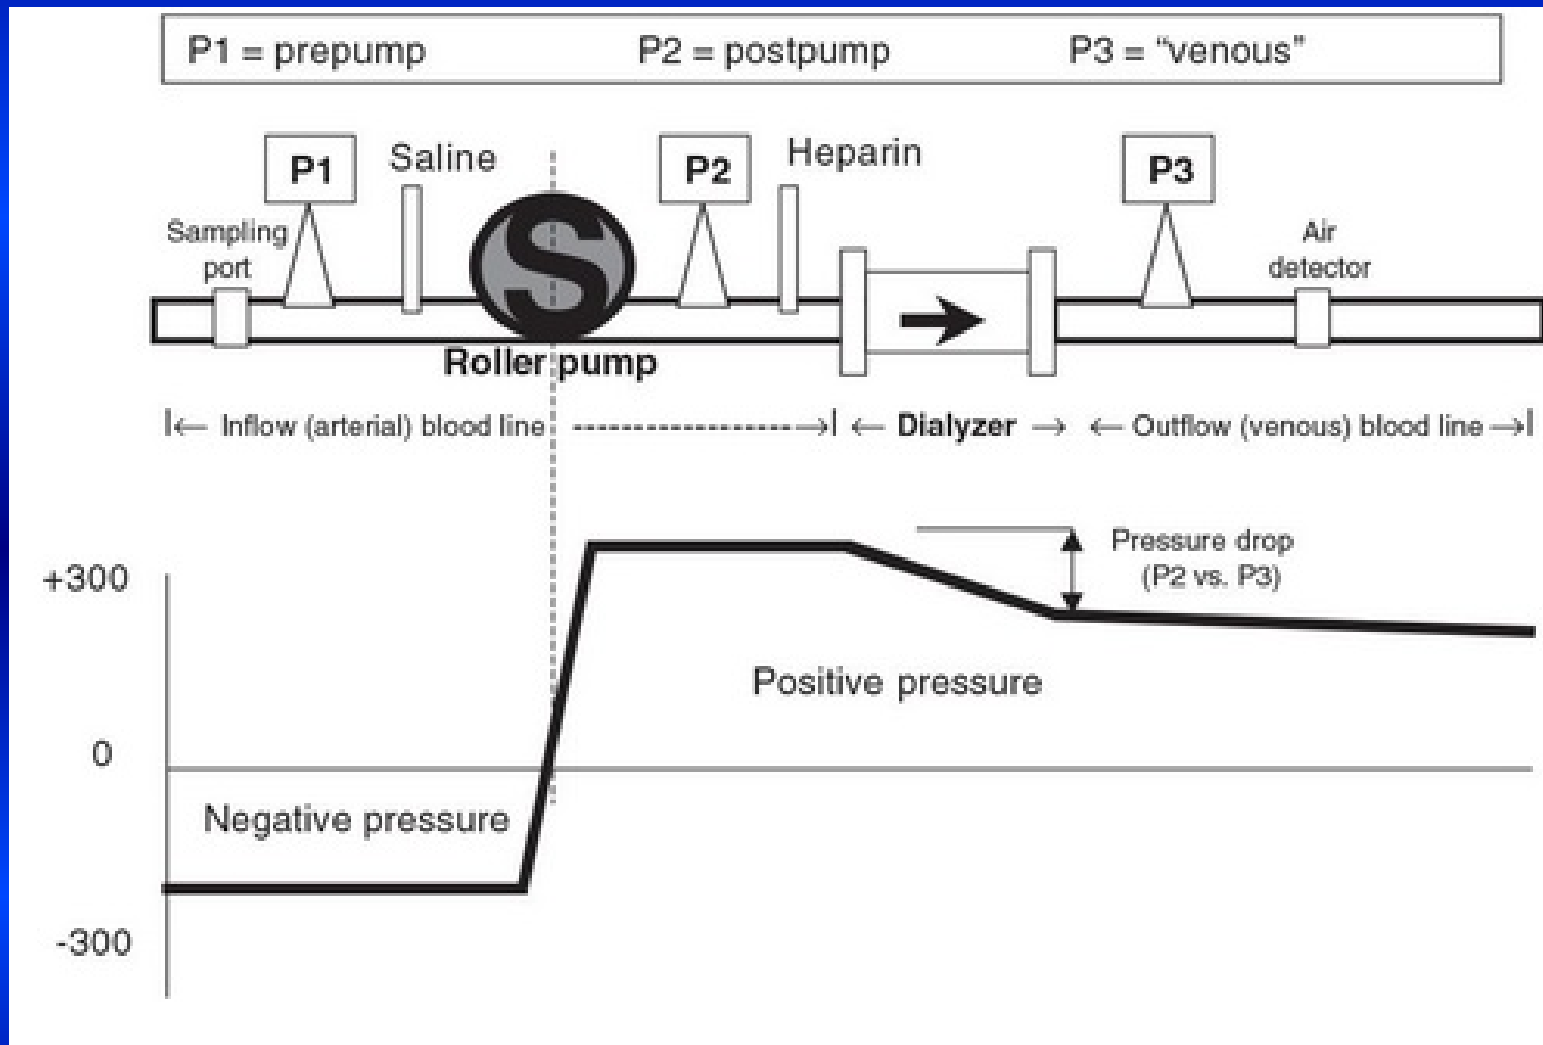 P1 = prepump P2 = postpump P3 = “venous”
P1 Saline P2 Heparin P3
Sampling port
S
Air detector
Roller pump
|← Inflow (arterial) blood line -----------→| ← Dialyzer → ← Outflow (venous) blood line →|
Pressure drop
(P2 vs. P3)
+300
Positive pressure
0
Negative pressure
-300